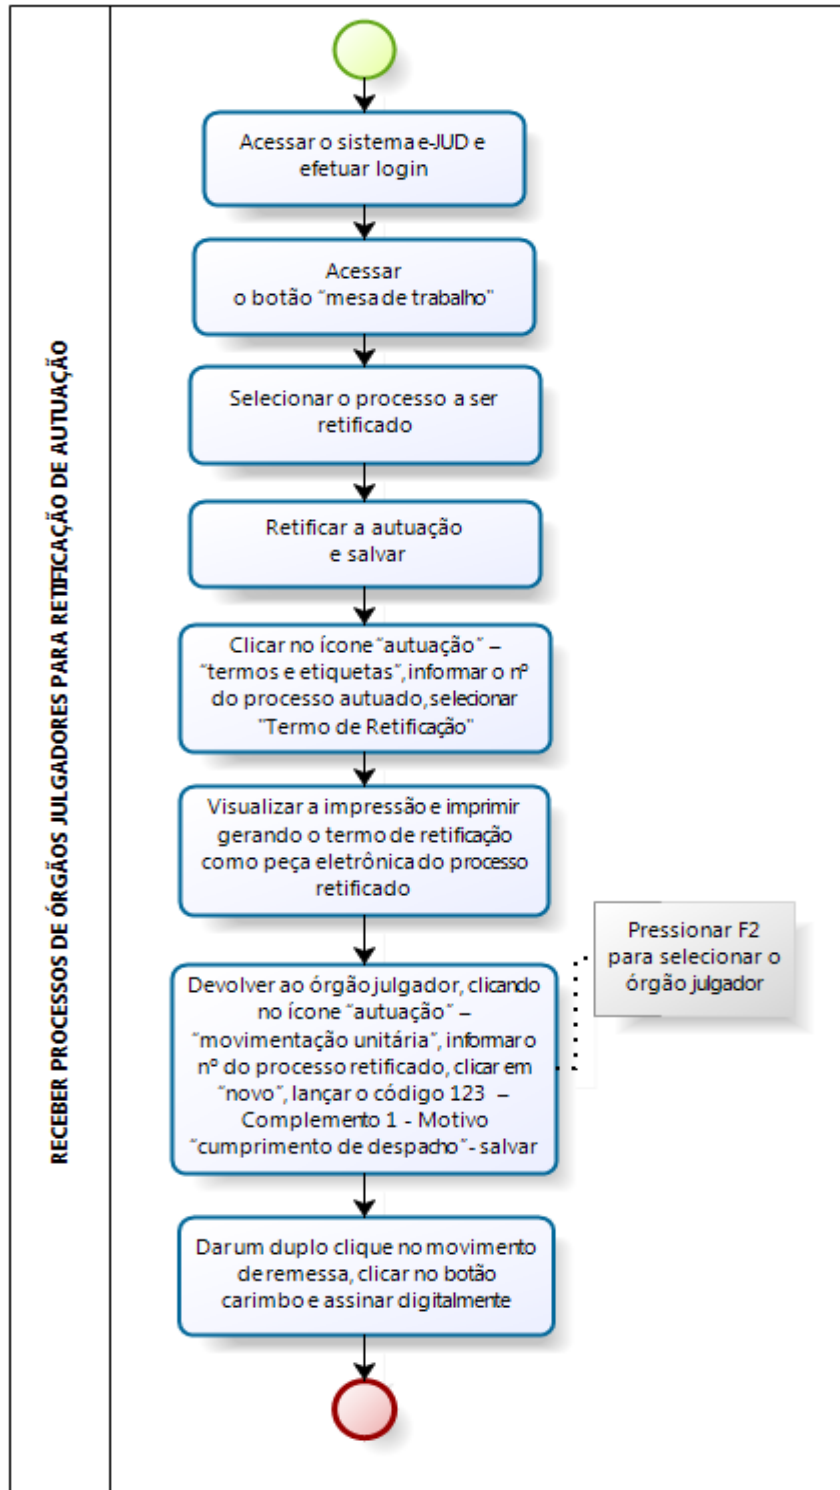 RECEBER PROCESSOS DE ÓRGÃOS JULGADORES PARA RETIFICAÇÃO DE AUTUAÇÃO
Acessar o sistema e-JUD e
efetuar login
Acessar
o botão “mesa de trabalho"
Selecionar o processo a ser
retificado
Retificar a autuação
e salvar
Clicar no ícone “autuação” –
“termos e etiquetas”, informar o nº
do processo autuado, selecionar
"Termo de Retificação"
Visualizar a impressão e imprimir
gerando o termo de retificação
como peça eletrônica do processo
retificado
Devolver ao órgão julgador, clicando
no ícone “autuação” –
“movimentação unitária”, informar o
nº do processo retificado, clicar em
“novo”, lançar o código 123 –
Complemento 1 - Motivo
“cumprimento de despacho”- salvar
Pressionar F2
para selecionar o
órgão julgador
Dar um duplo clique no movimento
de remessa, clicar no botão
carimbo e assinar digitalmente